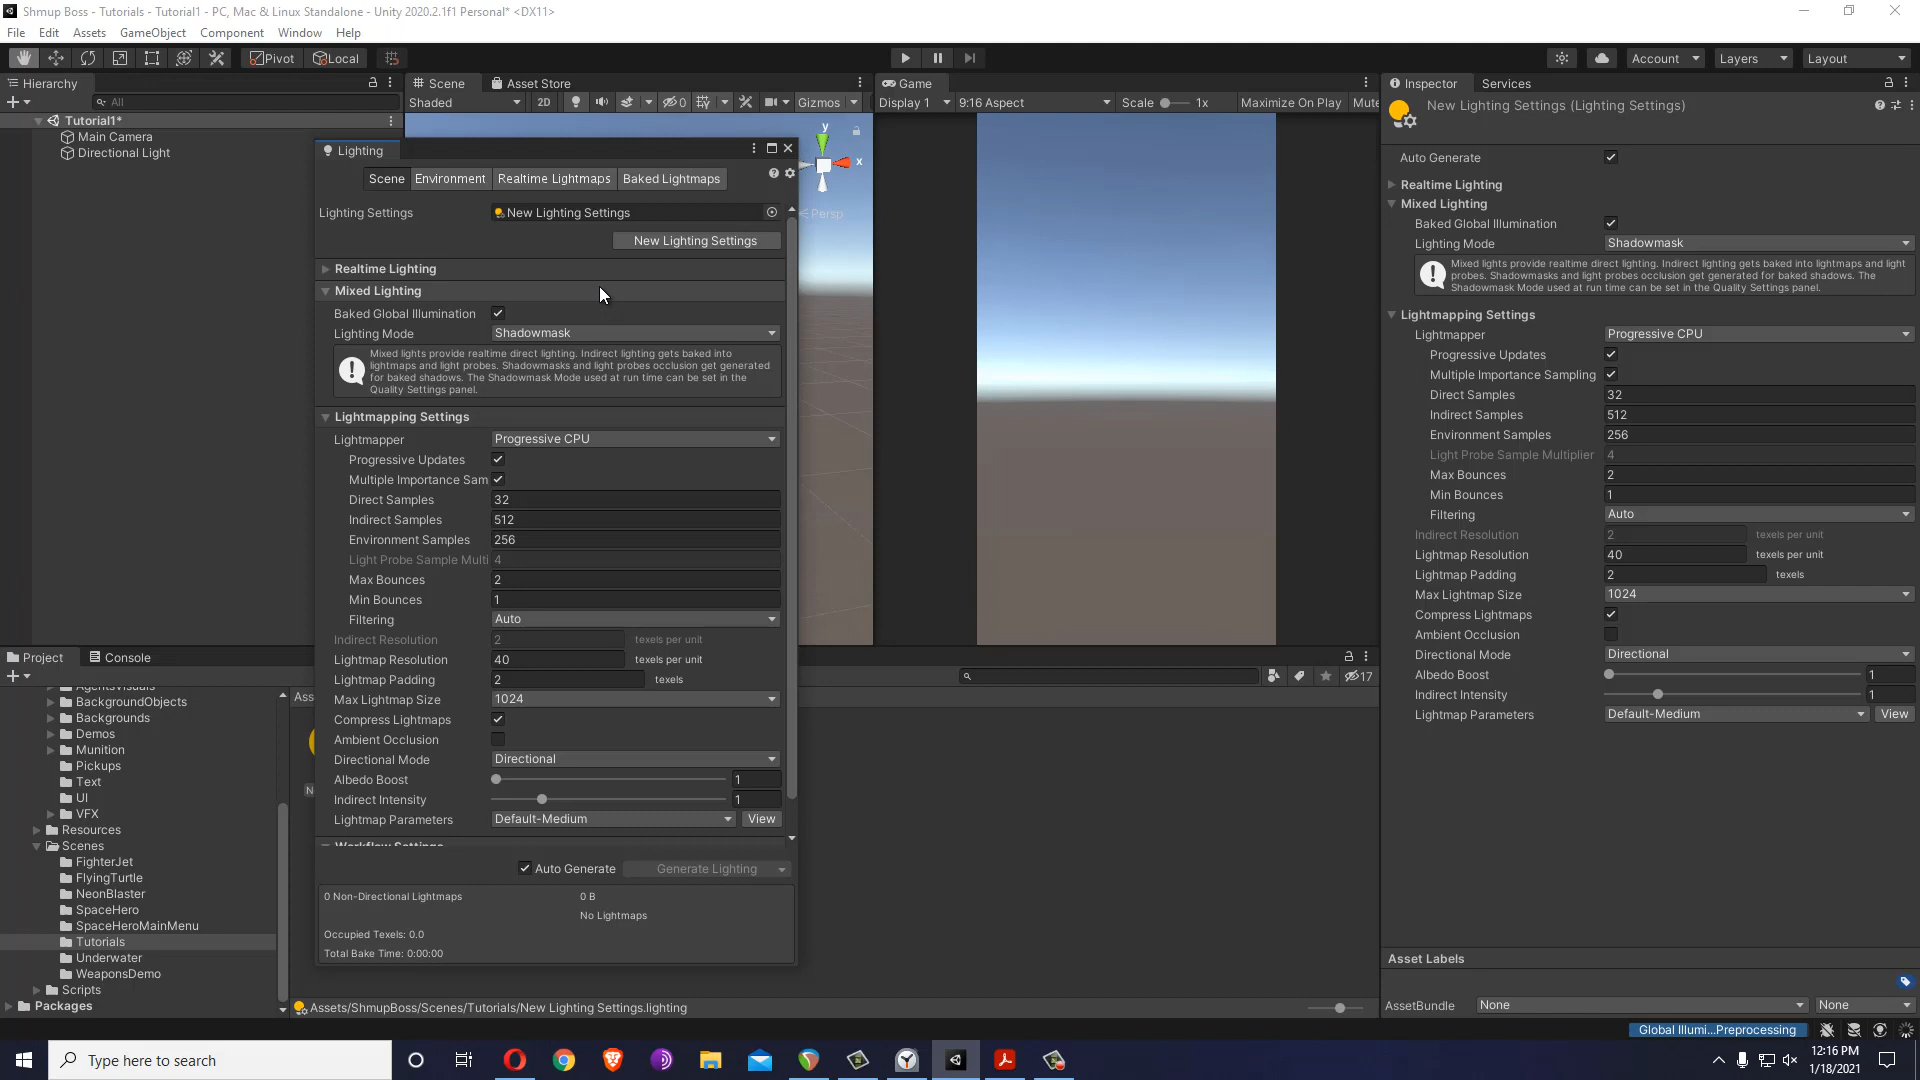 Shmup Boss - Tutorials - Tutorial1 - PC, Mac & Linux Standalone - Unity 2020.2.1f1 Personal* <DX11>
File Edit Assets GameObject Component Window Help
Pivot Local Account Layers Layout
Hierarchy
All
Tutorial1*
Main Camera
Directional Light
Scene Asset Store
Shaded 2D 0 Gizmos
y
x
Persp
Game
Display 1 9:16 Aspect Scale 1x Maximize On Play Mute
Lighting
Scene Environment Realtime Lightmaps Baked Lightmaps
Lighting Settings New Lighting Settings
New Lighting Settings
Realtime Lighting
Mixed Lighting
Baked Global Illumination
Lighting Mode Shadowmask
Mixed lights provide realtime direct lighting. Indirect lighting gets baked into
lightmaps and light probes. Shadowmasks and light probes occlusion get generated
for baked shadows. The Shadowmask Mode used at run time can be set in the
Quality Settings panel.
Lightmapping Settings
Lightmapper Progressive CPU
Progressive Updates
Multiple Importance Sam
Direct Samples 32
Indirect Samples 512
Environment Samples 256
Light Probe Sample Multi 4
Max Bounces 2
Min Bounces 1
Filtering Auto
Indirect Resolution 2 texels per unit
Lightmap Resolution 40 texels per unit
Lightmap Padding 2 texels
Max Lightmap Size 1024
Compress Lightmaps
Ambient Occlusion
Directional Mode Directional
Albedo Boost 1
Indirect Intensity 1
Lightmap Parameters Default-Medium View
Workflow Settings
Auto Generate Generate Lighting
0 Non-Directional Lightmaps 0 B
No Lightmaps
Occupied Texels: 0.0
Total Bake Time: 0:00:00
Inspector Services
New Lighting Settings (Lighting Settings)
Auto Generate
Realtime Lighting
Mixed Lighting
Baked Global Illumination
Lighting Mode Shadowmask
Mixed lights provide realtime direct lighting. Indirect lighting gets baked into lightmaps and light
probes. Shadowmasks and light probes occlusion get generated for baked shadows. The
Shadowmask Mode used at run time can be set in the Quality Settings panel.
Lightmapping Settings
Lightmapper Progressive CPU
Progressive Updates
Multiple Importance Sampling
Direct Samples 32
Indirect Samples 512
Environment Samples 256
Light Probe Sample Multiplier 4
Max Bounces 2
Min Bounces 1
Filtering Auto
Indirect Resolution 2 texels per unit
Lightmap Resolution 40 texels per unit
Lightmap Padding 2 texels
Max Lightmap Size 1024
Compress Lightmaps
Ambient Occlusion
Directional Mode Directional
Albedo Boost 1
Indirect Intensity 1
Lightmap Parameters Default-Medium View
Asset Labels
AssetBundle None None
Project Console
17
Ass
AgentsVisuals
BackgroundObjects
Backgrounds
Demos
Munition
Pickups
Text
UI
VFX
Resources
Scenes
FighterJet
FlyingTurtle
NeonBlaster
SpaceHero
SpaceHeroMainMenu
Tutorials
Underwater
WeaponsDemo
Scripts
Packages
N
Assets/ShmupBoss/Scenes/Tutorials/New Lighting Settings.lighting
Global Illumi...Preprocessing
Type here to search
12:16 PM
1/18/2021